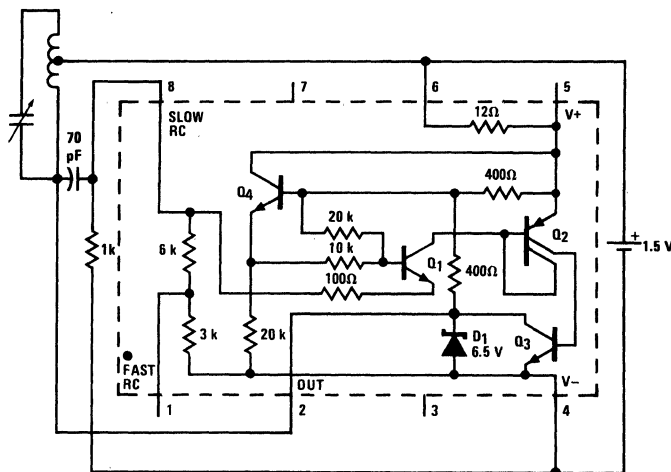 8
7
6
5
SLOW
RC
12Ω
V+
70
pF
Q4
400Ω
20 k
Q2
1k
6 k
10 k
Q1
+
1.5 V
100Ω
400Ω
3 k
20 k
D1
6.5 V
Q3
FAST
RC
OUT
V−
1
2
3
4